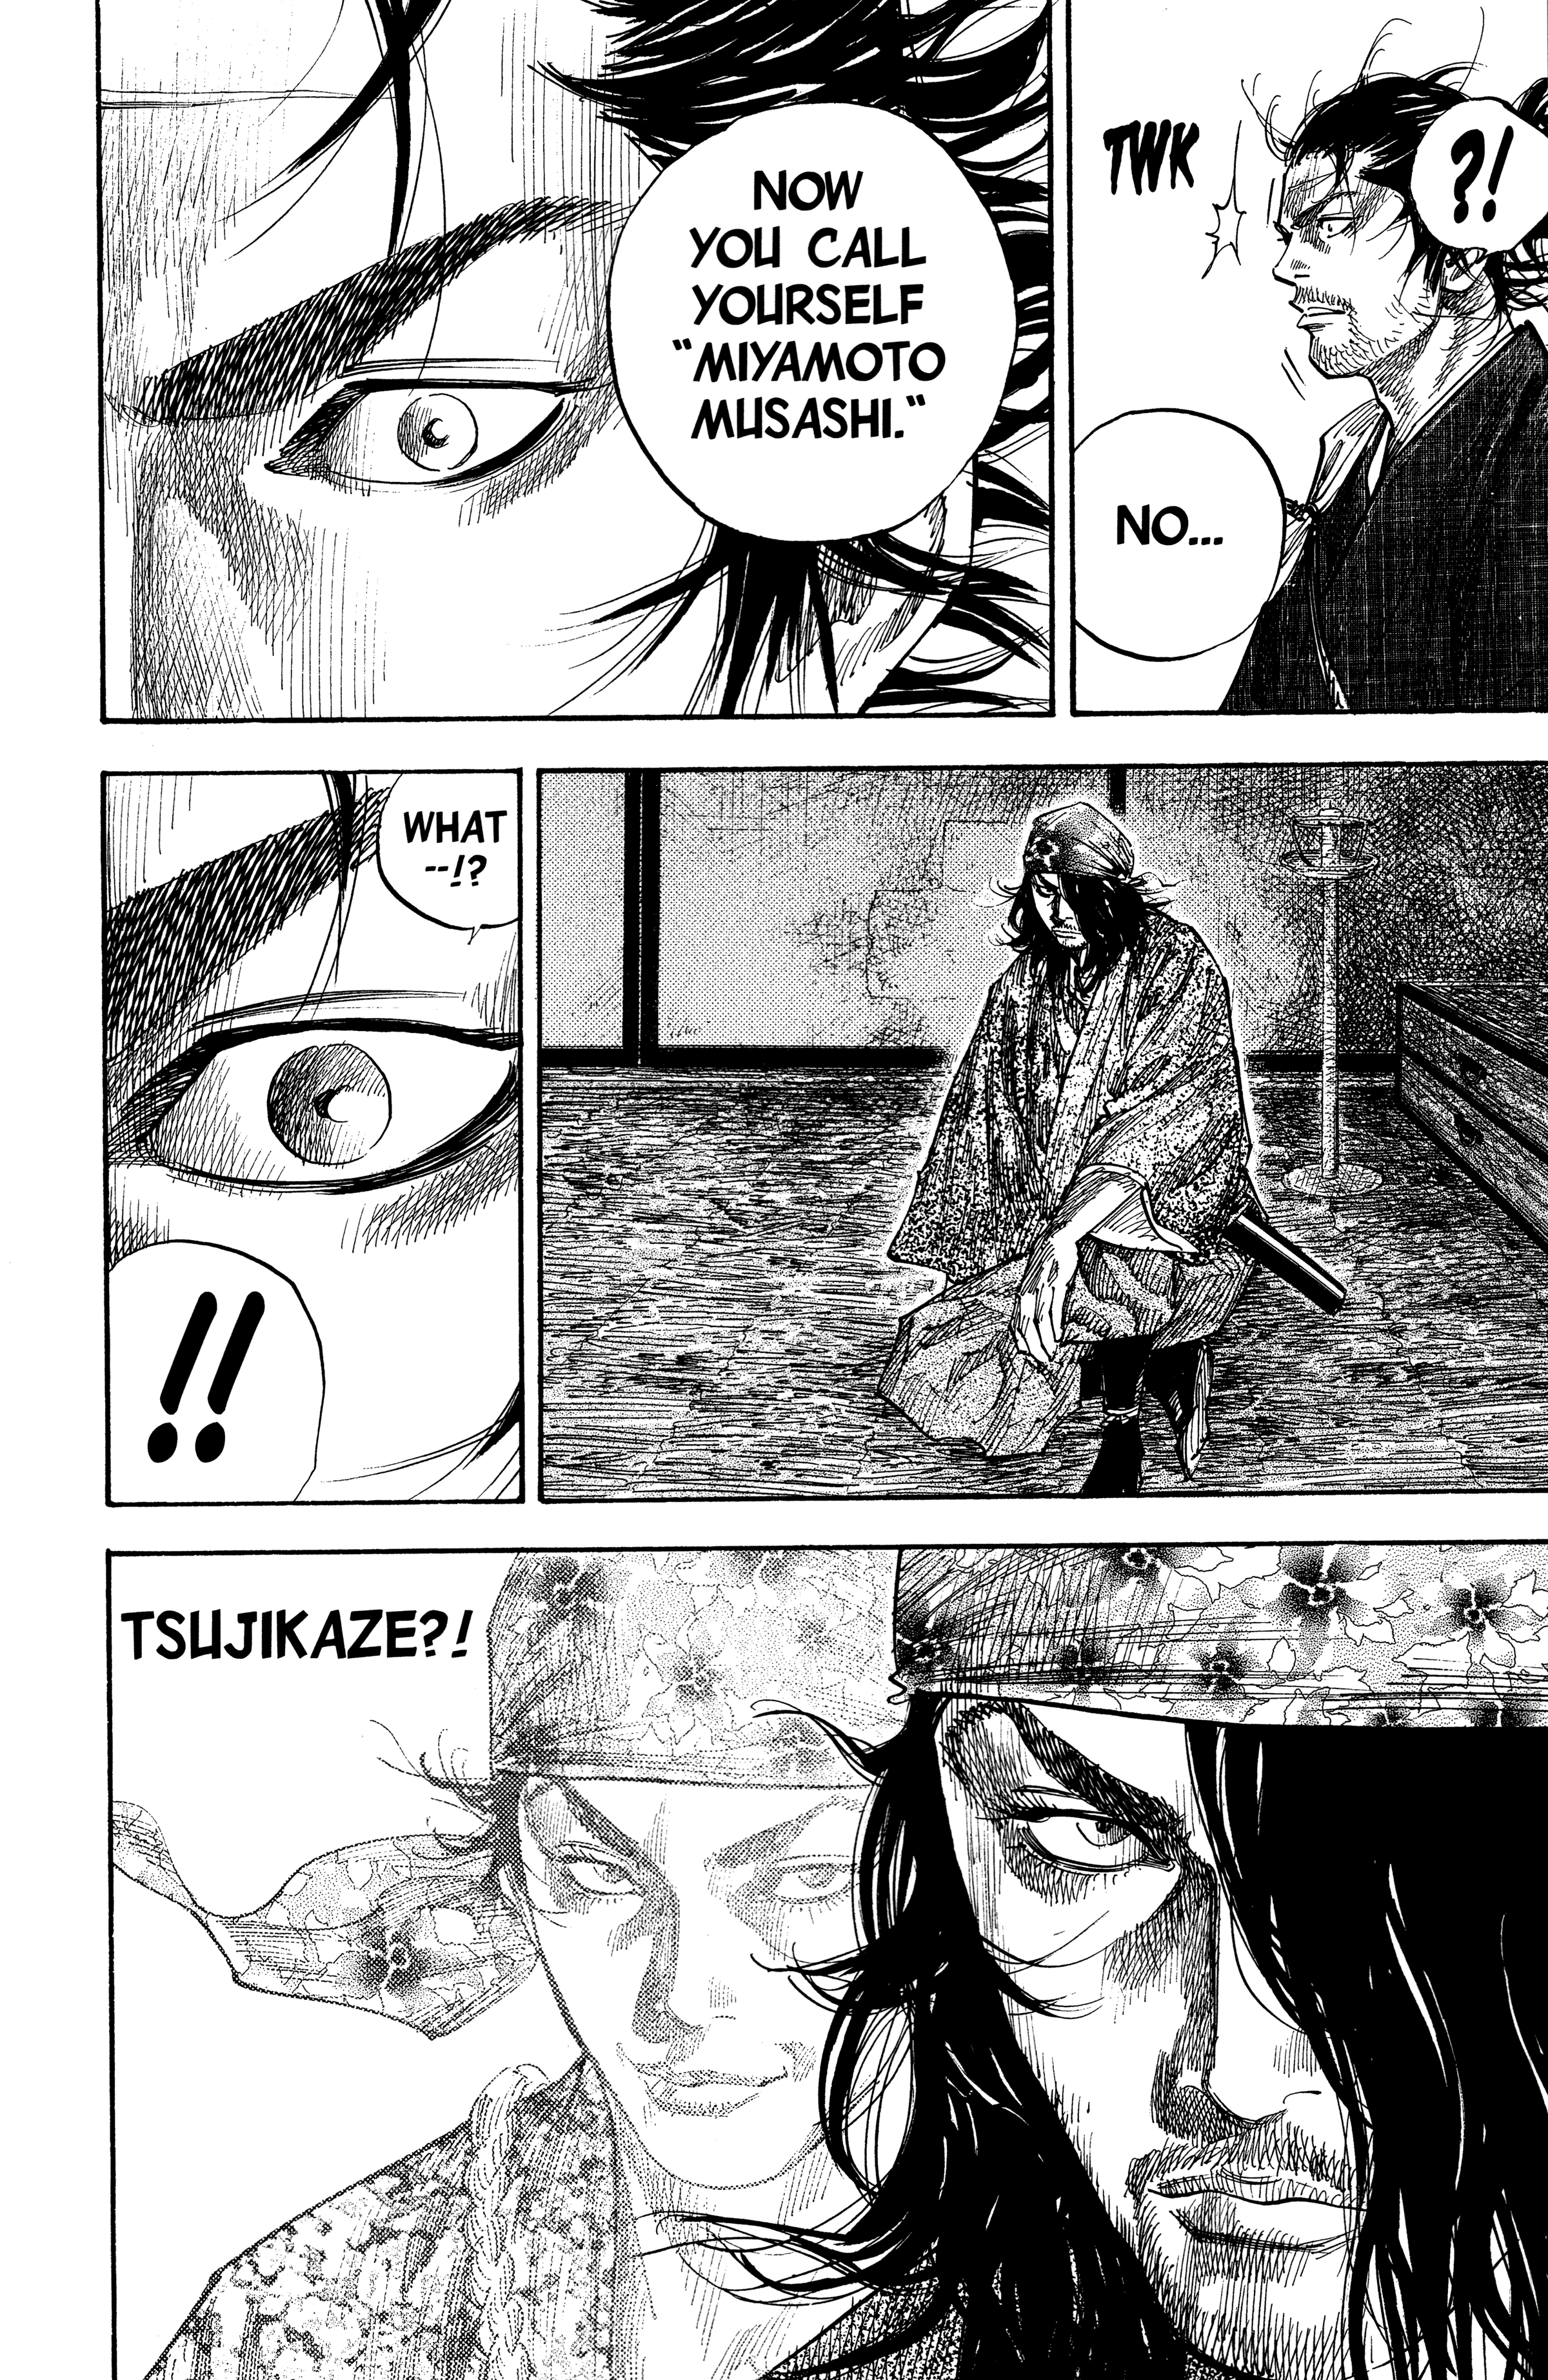 TWK
?!
NO...
NOW
YOU CALL
YOURSELF
"MIYAMOTO
MUSASHI."
WHAT
--!?
!!
TSUJIKAZE?!